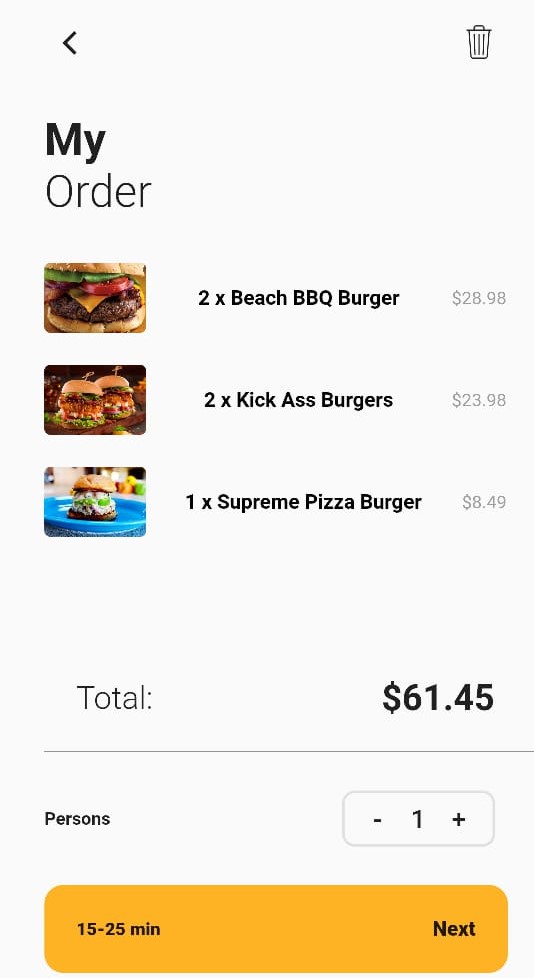 My
Order
2 x Beach BBQ Burger $28.98
2 x Kick Ass Burgers $23.98
1 x Supreme Pizza Burger $8.49
Total: $61.45
Persons - 1 +
15-25 min Next